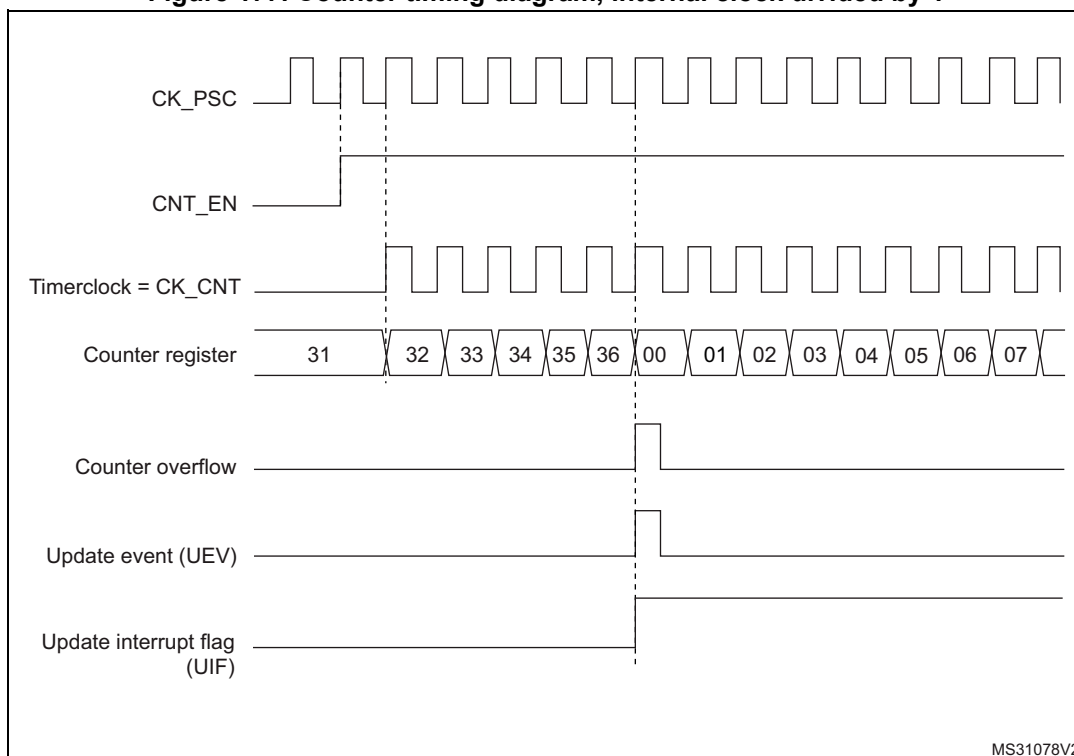 CK_PSC
CNT_EN
Timerclock = CK_CNT
Counter register 31 32 33 34 35 36 00 01 02 03 04 05 06 07
Counter overflow
Update event (UEV)
Update interrupt flag
(UIF)
MS31078V2